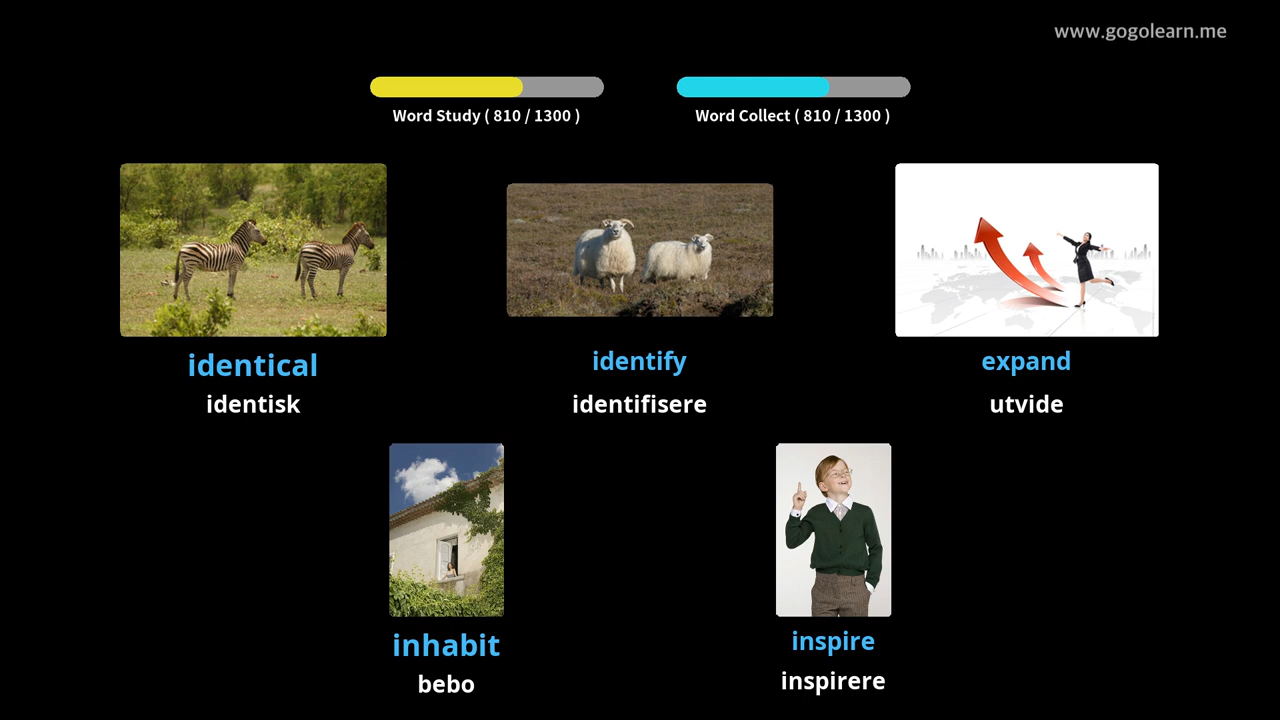 www.gogolearn.me
Word Study ( 810 / 1300 )
Word Collect ( 810 / 1300 )
identical
identisk
identify
identifisere
expand
utvide
inhabit
bebo
inspire
inspirere